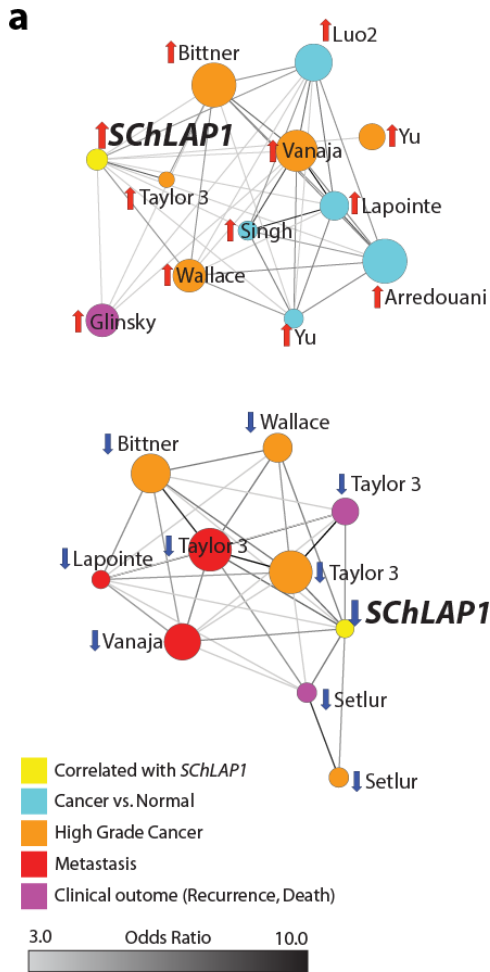 a
Luo2
Bittner
SChLAP1
Yu
Vanaja
Taylor 3
Lapointe
Singh
Wallace
Arredouani
Glinsky
Yu
Wallace
Bittner
Taylor 3
Taylor 3
Lapointe
Taylor 3
SChLAP1
Vanaja
Setlur
Setlur
Correlated with SChLAP1
Cancer vs. Normal
High Grade Cancer
Metastasis
Clinical outcome (Recurrence, Death)
3.0 Odds Ratio 10.0